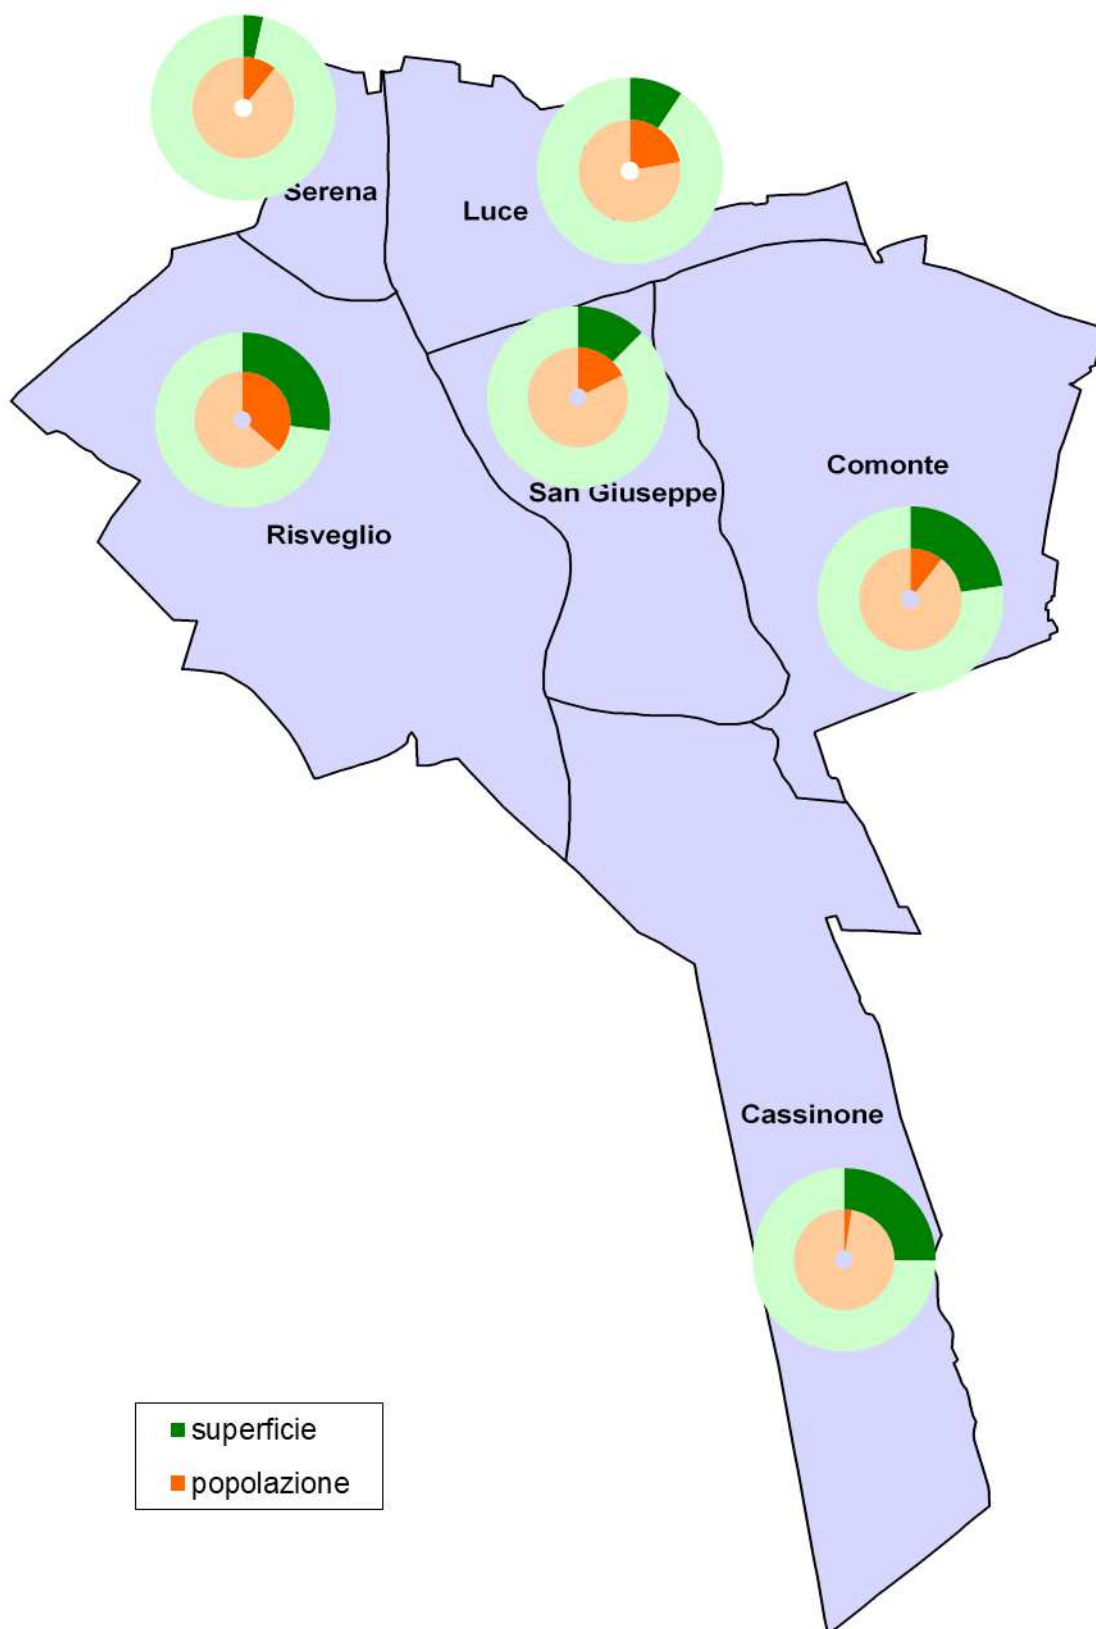 Serena
Luce
San Giuseppe
Comonte
Risveglio
Cassinone
superficie
popolazione